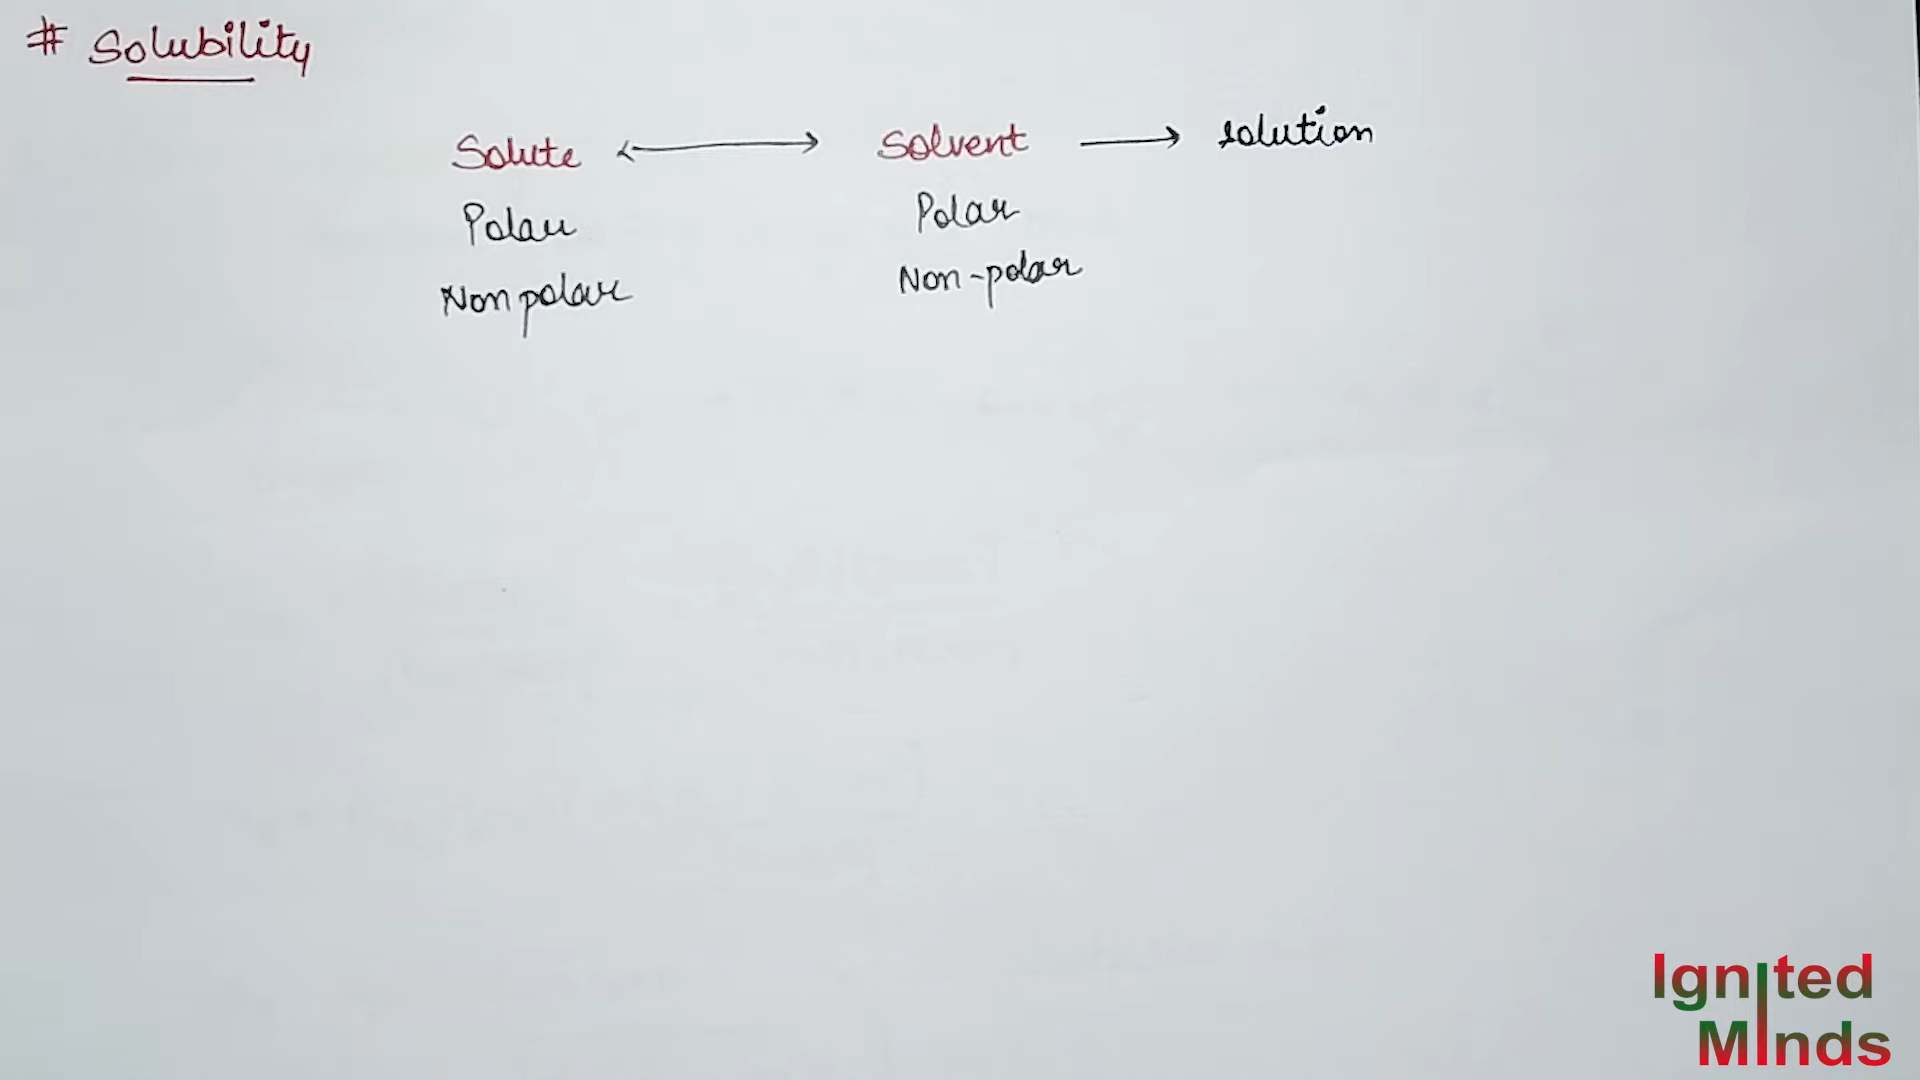 # Solubility
Solute <-> Solvent -> solution
Polar Polar
Nonpolar Non-polar
Ignited
Minds